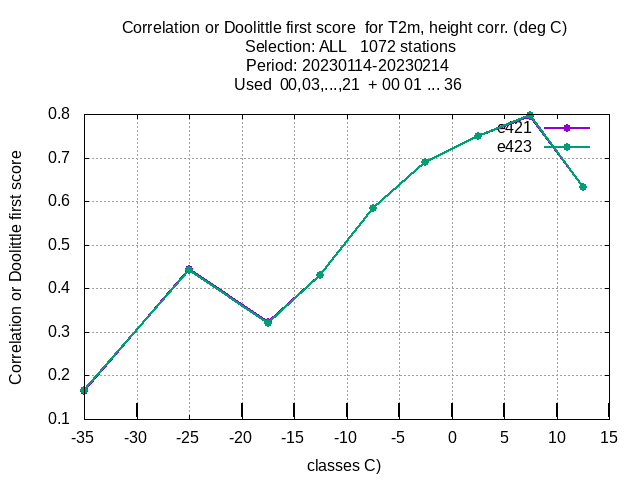 Correlation or Doolittle first score  for T2m, height corr. (deg C)
Selection: ALL   1072 stations
Period: 20230114-20230214
Used  00,03,...,21  + 00 01 ... 36
Correlation or Doolittle first score
0.8
0.7
0.6
0.5
0.4
0.3
0.2
0.1
e421
e423
-35 -30 -25 -20 -15 -10 -5 0 5 10 15
classes C)